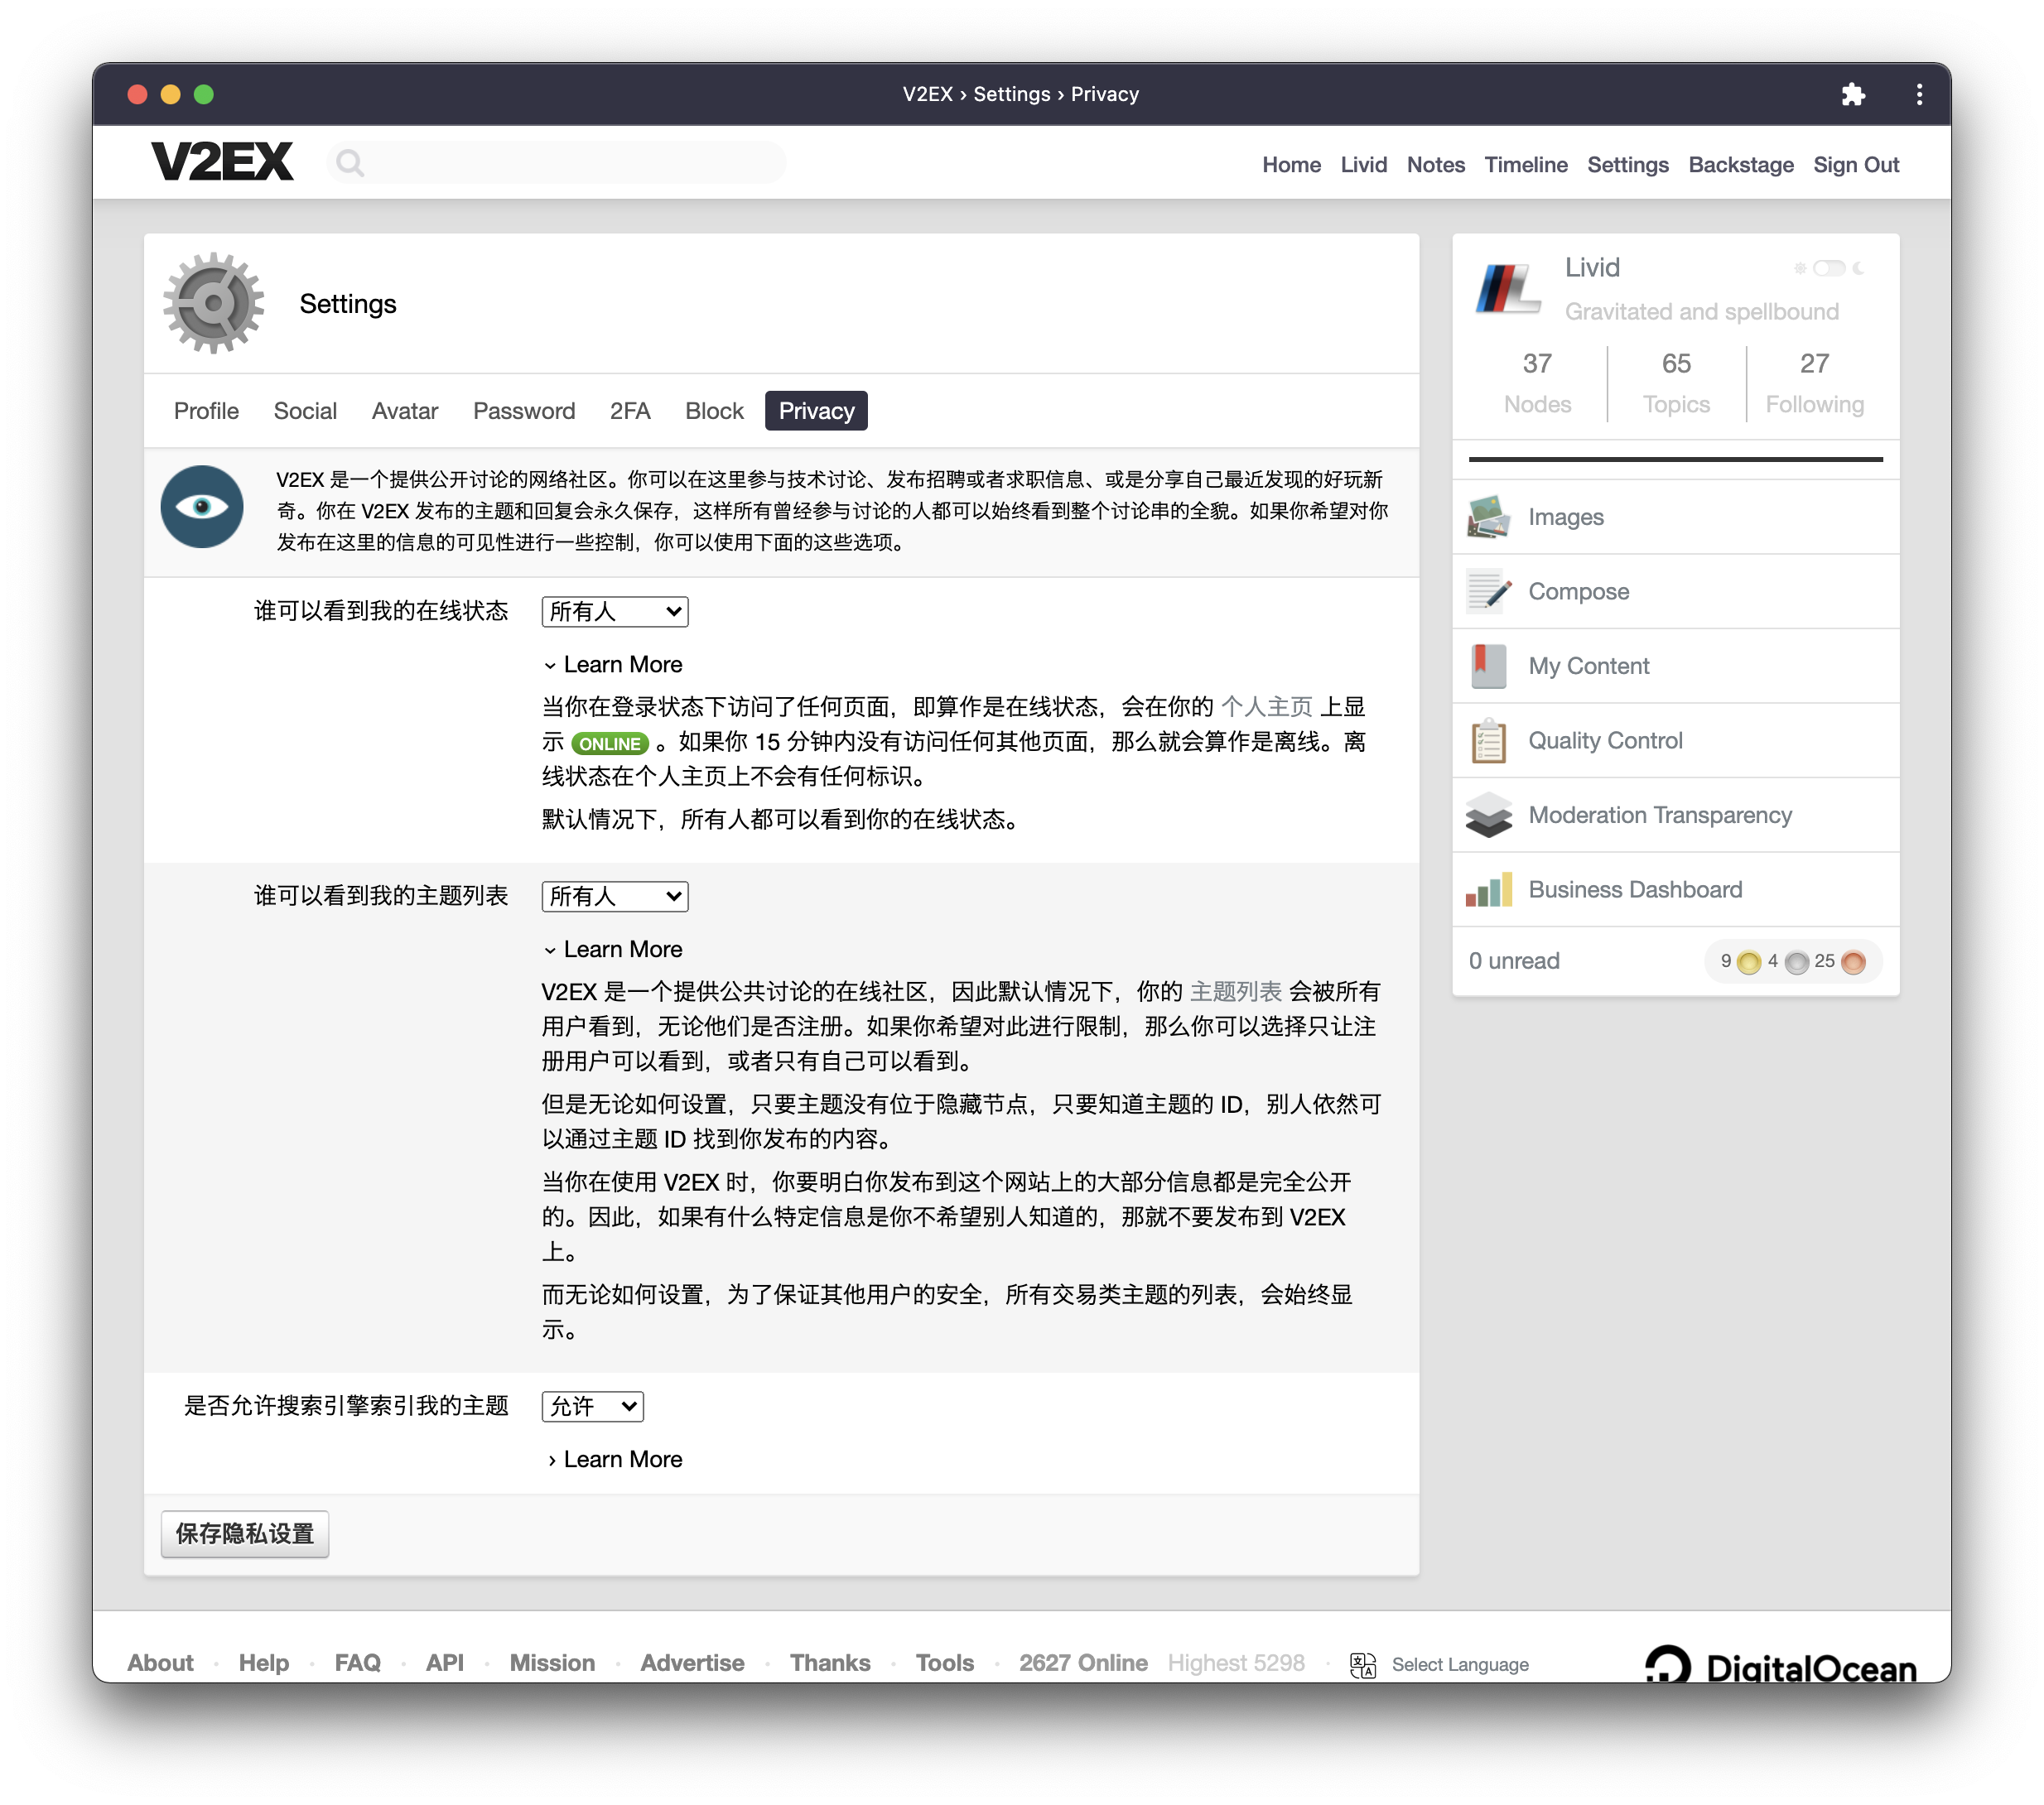 V2EX › Settings › Privacy
V2EX
Home Livid Notes Timeline Settings Backstage Sign Out
Settings
Profile Social Avatar Password 2FA Block Privacy
V2EX 是一个提供公开讨论的网络社区。你可以在这里参与技术讨论、发布招聘或者求职信息、或是分享自己最近发现的好玩新
奇。你在 V2EX 发布的主题和回复会永久保存，这样所有曾经参与讨论的人都可以始终看到整个讨论串的全貌。如果你希望对你
发布在这里的信息的可见性进行一些控制，你可以使用下面的这些选项。
谁可以看到我的在线状态 所有人
Learn More
当你在登录状态下访问了任何页面，即算作是在线状态，会在你的 个人主页 上显
示 ONLINE 。如果你 15 分钟内没有访问任何其他页面，那么就会算作是离线。离
线状态在个人主页上不会有任何标识。
默认情况下，所有人都可以看到你的在线状态。
谁可以看到我的主题列表 所有人
Learn More
V2EX 是一个提供公共讨论的在线社区，因此默认情况下，你的 主题列表 会被所有
用户看到，无论他们是否注册。如果你希望对此进行限制，那么你可以选择只让注
册用户可以看到，或者只有自己可以看到。
但是无论如何设置，只要主题没有位于隐藏节点，只要知道主题的 ID，别人依然可
以通过主题 ID 找到你发布的内容。
当你在使用 V2EX 时，你要明白你发布到这个网站上的大部分信息都是完全公开
的。因此，如果有什么特定信息是你不希望别人知道的，那就不要发布到 V2EX
上。
而无论如何设置，为了保证其他用户的安全，所有交易类主题的列表，会始终显
示。
是否允许搜索引擎索引我的主题 允许
Learn More
保存隐私设置
Livid
Gravitated and spellbound
37 65 27
Nodes Topics Following
Images
Compose
My Content
Quality Control
Moderation Transparency
Business Dashboard
0 unread 9 4 25
About · Help · FAQ · API · Mission · Advertise · Thanks · Tools · 2627 Online Highest 5298 · Select Language
DigitalOcean